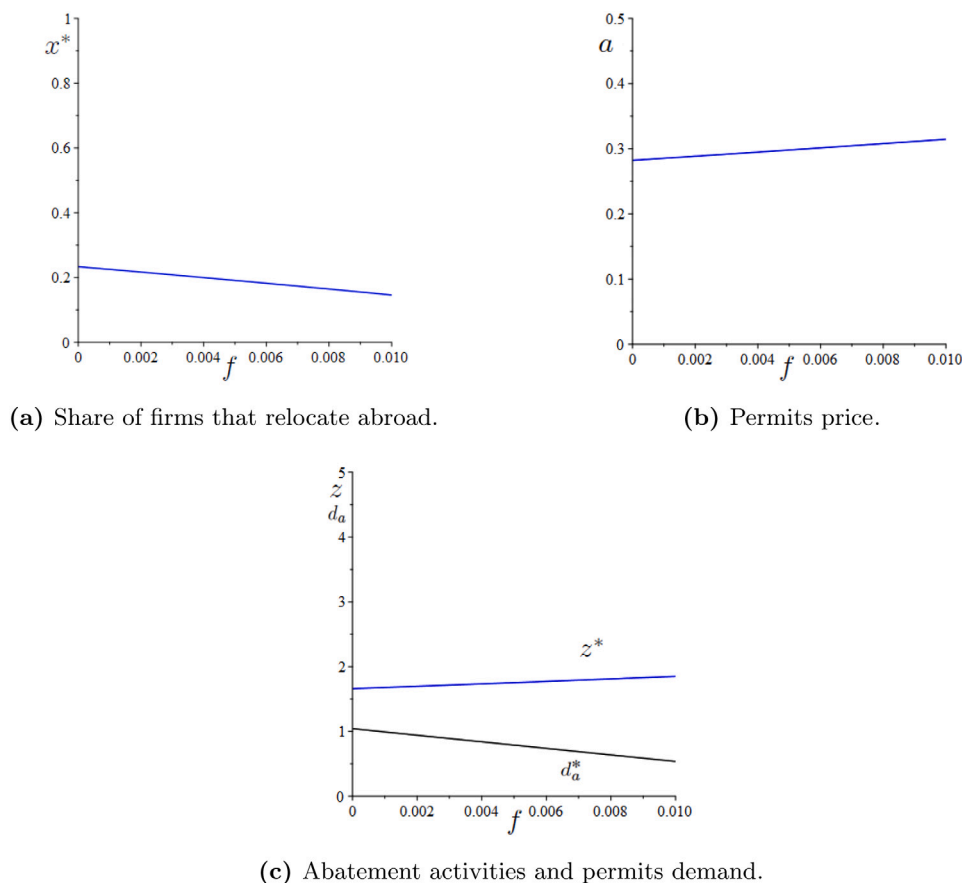 1
x*
0.8
0.6
0.4
0.2
0
0 0.002 0.004 0.006 0.008 0.010
f
(a) Share of firms that relocate abroad.
0.5
a
0.4
0.3
0.2
0.1
0
0 0.002 0.004 0.006 0.008 0.010
f
(b) Permits price.
5
z
d_a
4
3
z*
2
1
d_a^*
0
0 0.002 0.004 0.006 0.008 0.010
f
(c) Abatement activities and permits demand.